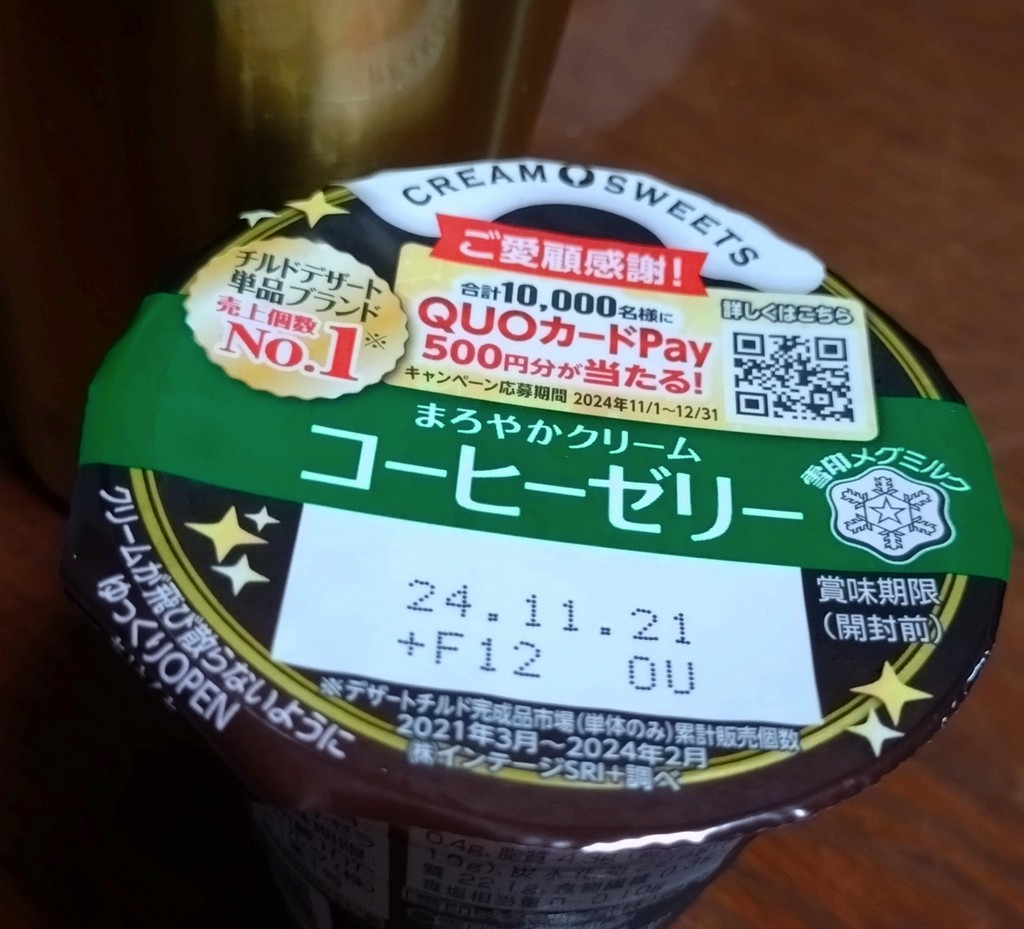 CREAM SWEETS
ご愛顧感謝!
チルドデザート
単品ブランド
売上個数
No.1※
合計10,000名様に
QUOカードPay
500円分が当たる!
キャンペーン応募期間 2024年11/1~12/31
詳しくはこちら
まろやかクリーム
コーヒーゼリー
雪印メグミルク
24.11.21
+F12 OU
賞味期限
(開封前)
クリームが飛び散らないように
ゆっくりOPEN
※デザートチルド完成品市場(単体のみ)累計販売個数
2021年3月~2024年2月
㈱インテージSRI+調べ